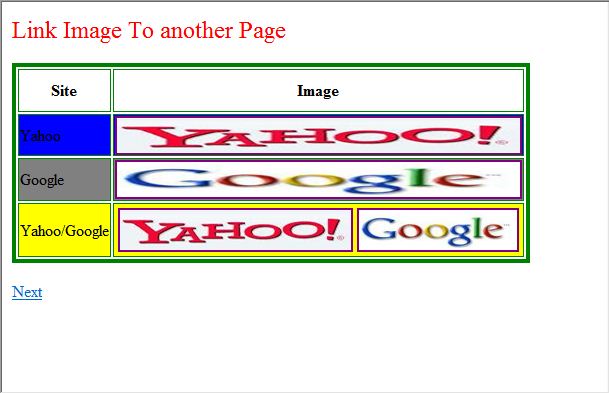 Link Image To another Page
Site Image
Yahoo YAHOO!
Google Google
Yahoo/Google YAHOO! Google
Next